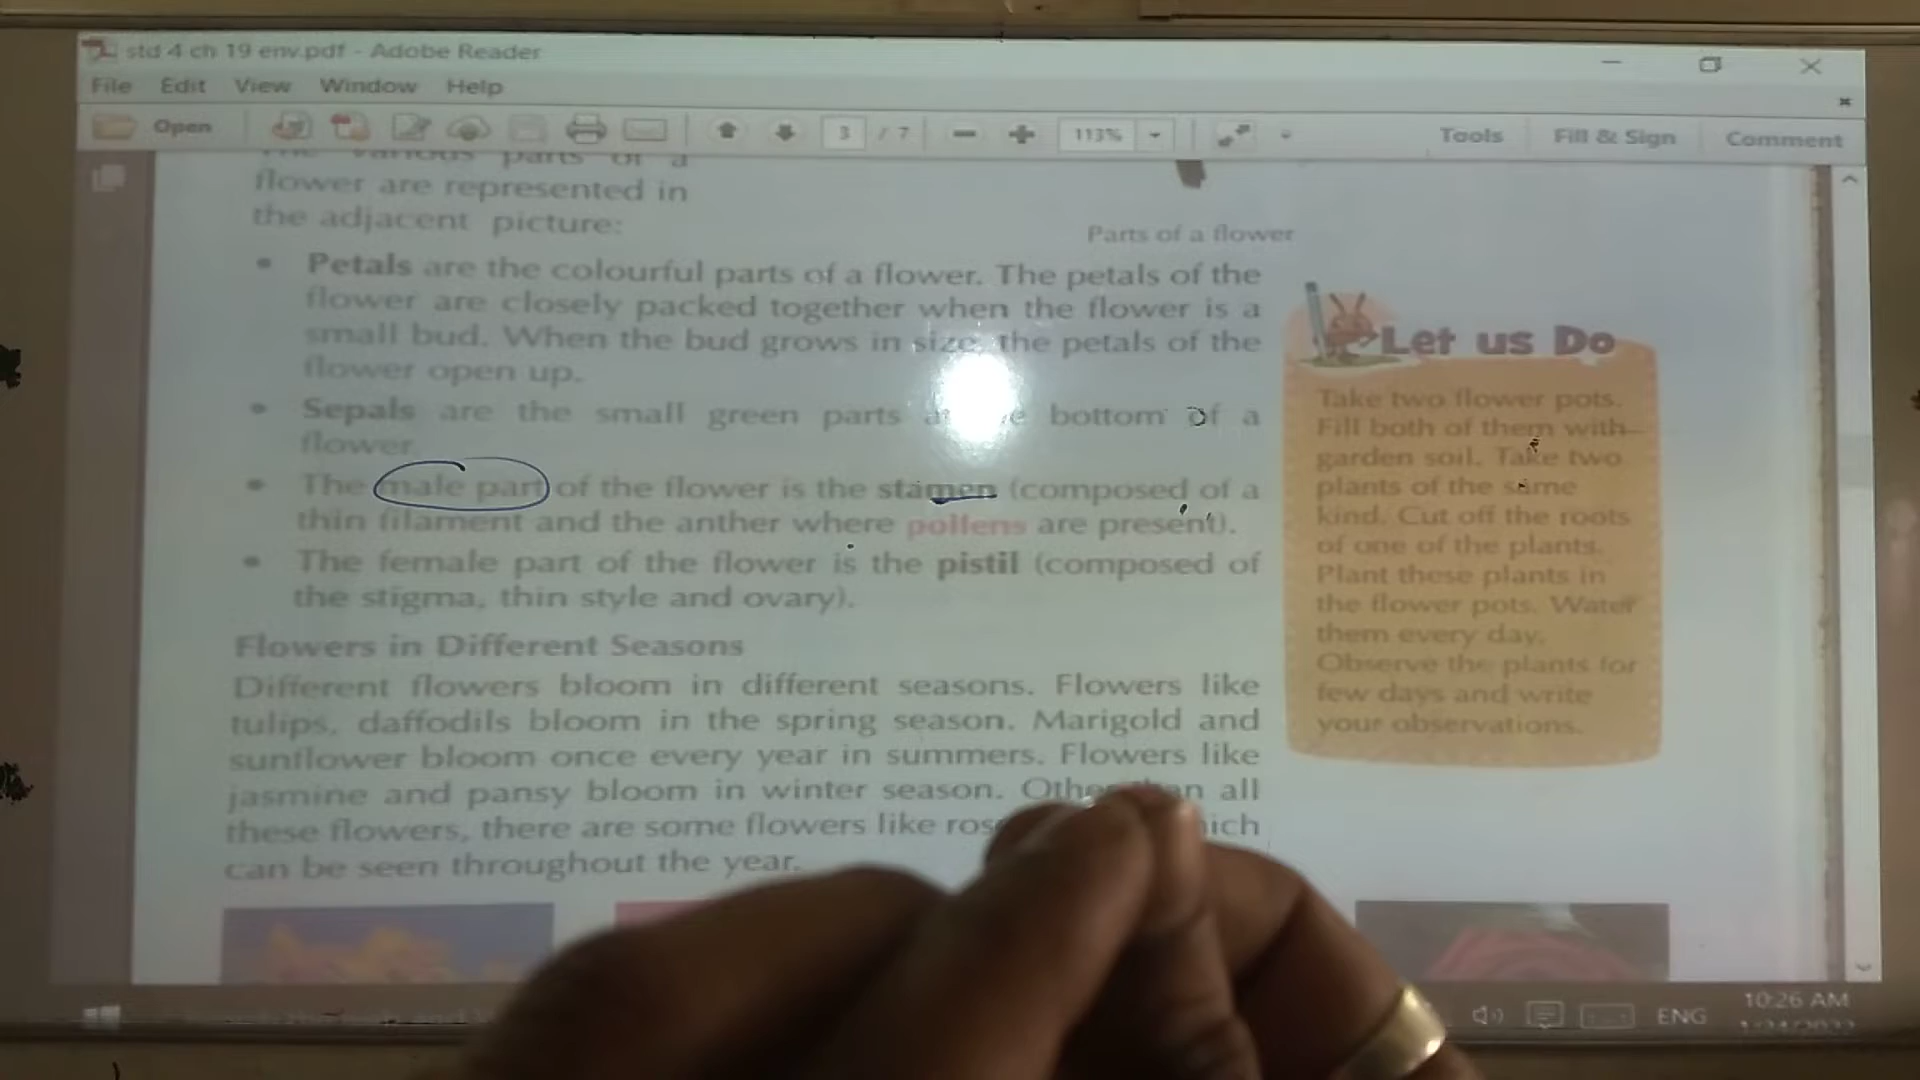 std 4 ch 19 env.pdf - Adobe Reader
File Edit View Window Help
Open 3 / 7 113% Tools Fill & Sign Comment
The various parts of a
flower are represented in
the adjacent picture:
Parts of a flower
• Petals are the colourful parts of a flower. The petals of the
flower are closely packed together when the flower is a
small bud. When the bud grows in size, the petals of the
flower open up.
• Sepals are the small green parts bottom of a
flower.
• The male part of the flower is the stamen (composed of a
thin filament and the anther where pollens are present).
• The female part of the flower is the pistil (composed of
the stigma, thin style and ovary).
Flowers in Different Seasons
Different flowers bloom in different seasons. Flowers like
tulips, daffodils bloom in the spring season. Marigold and
sunflower bloom once every year in summers. Flowers like
jasmine and pansy bloom in winter season. Other than all
these flowers, there are some flowers like
can be seen throughout the year.
Let us Do
Take two flower pots.
Fill both of them with
garden soil. Take two
plants of the same
kind. Cut off the roots
of one of the plants.
Plant these plants in
the flower pots. Water
them every day.
Observe the plants for
few days and write
your observations.
ENG
10:26 AM